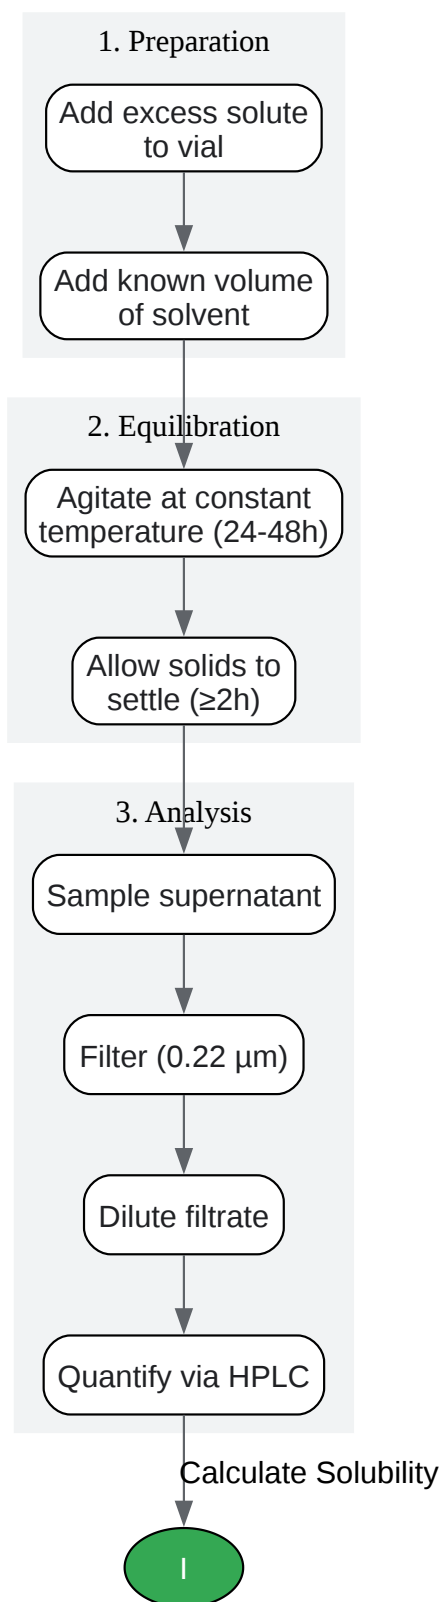 1. Preparation
Add excess solute
to vial
Add known volume
of solvent
2. Equilibration
Agitate at constant
temperature (24-48h)
Allow solids to
settle (≥2h)
3. Analysis
Sample supernatant
Filter (0.22 µm)
Dilute filtrate
Quantify via HPLC
Calculate Solubility
I